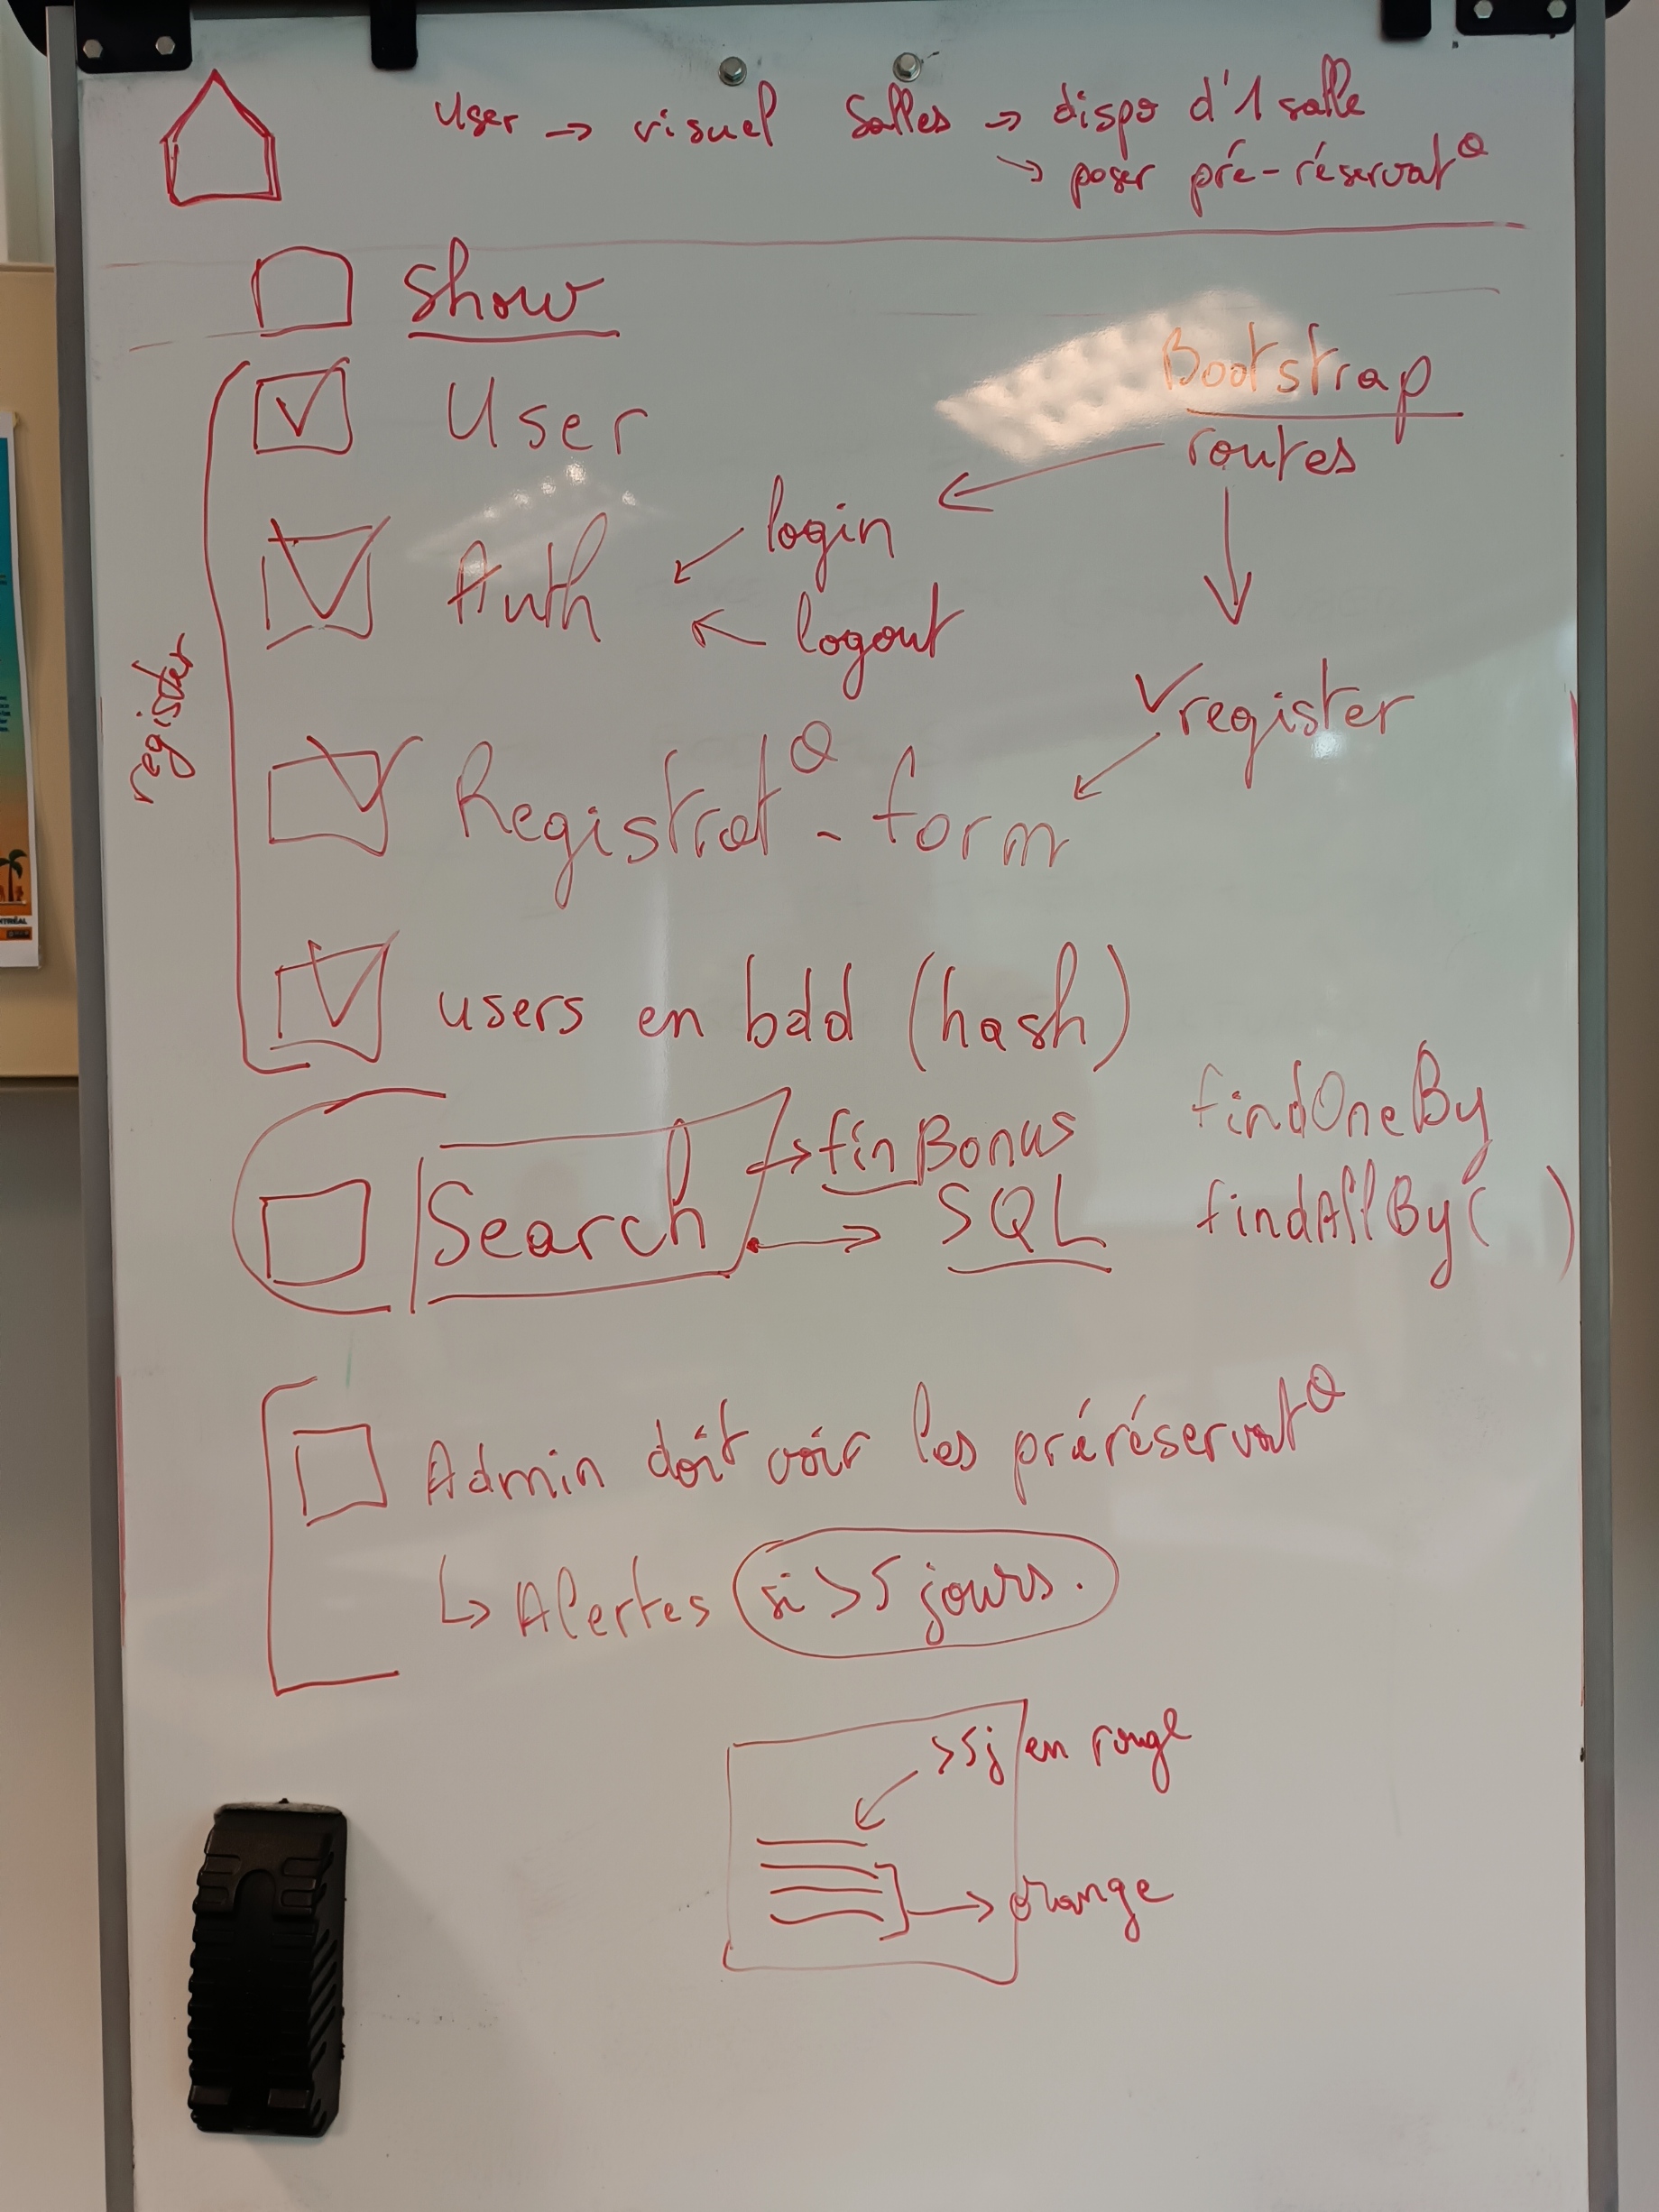 User → visuel Salles → dispo d'1 salle
→ poser pré-réservat°
Show
User
Bootstrap
routes
login
Auth
logout
register
register
Registrat° - form
users en bdd (hash)
Search
→ fin Bonus
→ SQL
findOneBy
findAllBy( )
Admin doit voir les préréservat°
↳ Alertes si > 5 jours.
>5j en rouge
→ orange
NTRÉAL